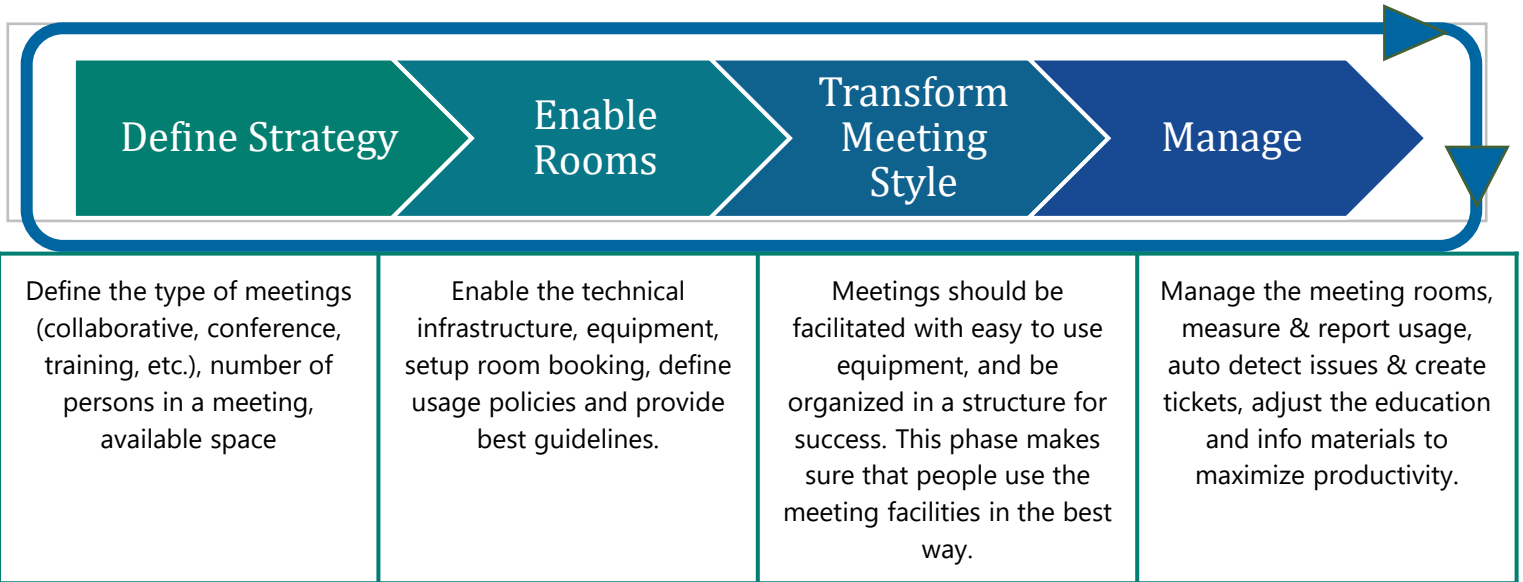 Define Strategy
Enable
Rooms
Transform
Meeting
Style
Manage
Define the type of meetings
(collaborative, conference,
training, etc.), number of
persons in a meeting,
available space
Enable the technical
infrastructure, equipment,
setup room booking, define
usage policies and provide
best guidelines.
Meetings should be
facilitated with easy to use
equipment, and be
organized in a structure for
success. This phase makes
sure that people use the
meeting facilities in the best
way.
Manage the meeting rooms,
measure & report usage,
auto detect issues & create
tickets, adjust the education
and info materials to
maximize productivity.